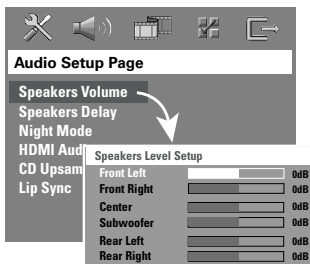 Audio Setup Page
Speakers Volume
Speakers Delay
Night Mode
HDMI Aud
CD Upsam
Lip Sync
Speakers Level Setup
Front Left 0dB
Front Right 0dB
Center 0dB
Subwoofer 0dB
Rear Left 0dB
Rear Right 0dB